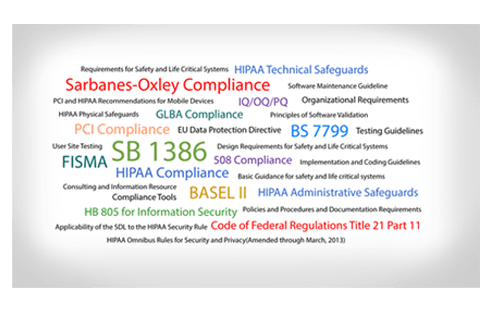 Requirements for Safety and Life Critical Systems HIPAA Technical Safeguards
Sarbanes-Oxley Compliance Software Maintenance Guideline
PCI and HIPAA Recommendations for Mobile Devices IQ/OQ/PQ Organizational Requirements
HIPAA Physical Safeguards GLBA Compliance Principles of Software Validation
PCI Compliance EU Data Protection Directive BS 7799 Testing Guidelines
User Site Testing SB 1386 Design Requirements for Safety and Life Critical Systems
FISMA 508 Compliance Implementation and Coding Guidelines
HIPAA Compliance Basic Guidance for safety and life critical systems
Consulting and Information Resource
Compliance Tools BASEL II HIPAA Administrative Safeguards
HB 805 for Information Security Policies and Procedures and Documentation Requirements
Applicability of the SDL to the HIPAA Security Rule Code of Federal Regulations Title 21 Part 11
HIPAA Omnibus Rules for Security and Privacy(Amended through March, 2013)